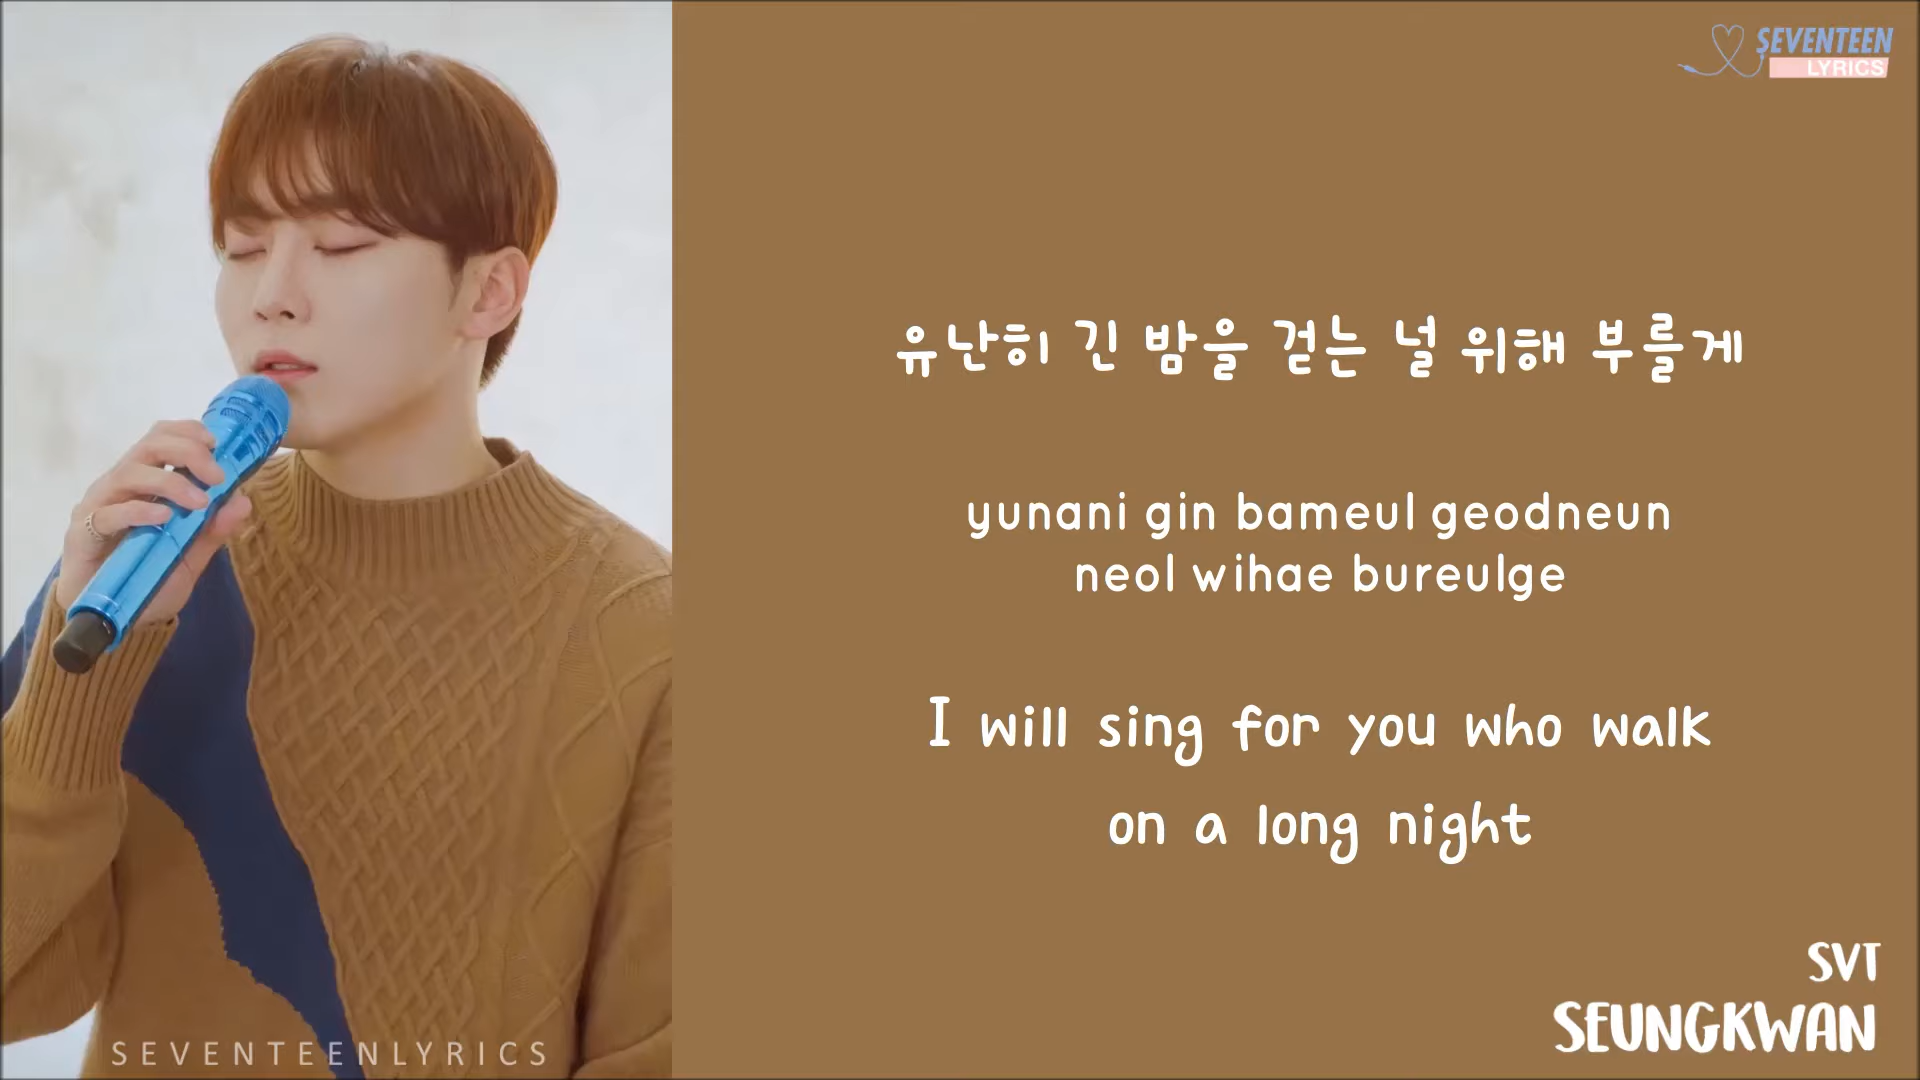 SEVENTEEN
LYRICS
유난히 긴 밤을 걷는 널 위해 부를게
yunani gin bameul geodneun
neol wihae bureulge
I will sing for you who walk
on a long night
SVT
SEUNGKWAN
SEVENTEENLYRICS